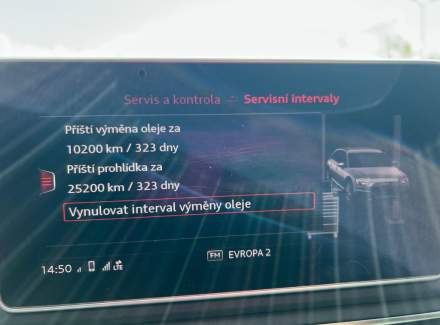 Servis a kontrola Servisní intervaly
Příští výměna oleje za
10200 km / 323 dny
Příští prohlídka za
25200 km / 323 dny
Vynulovat interval výměny oleje
FM EVROPA 2
14:50 LTE